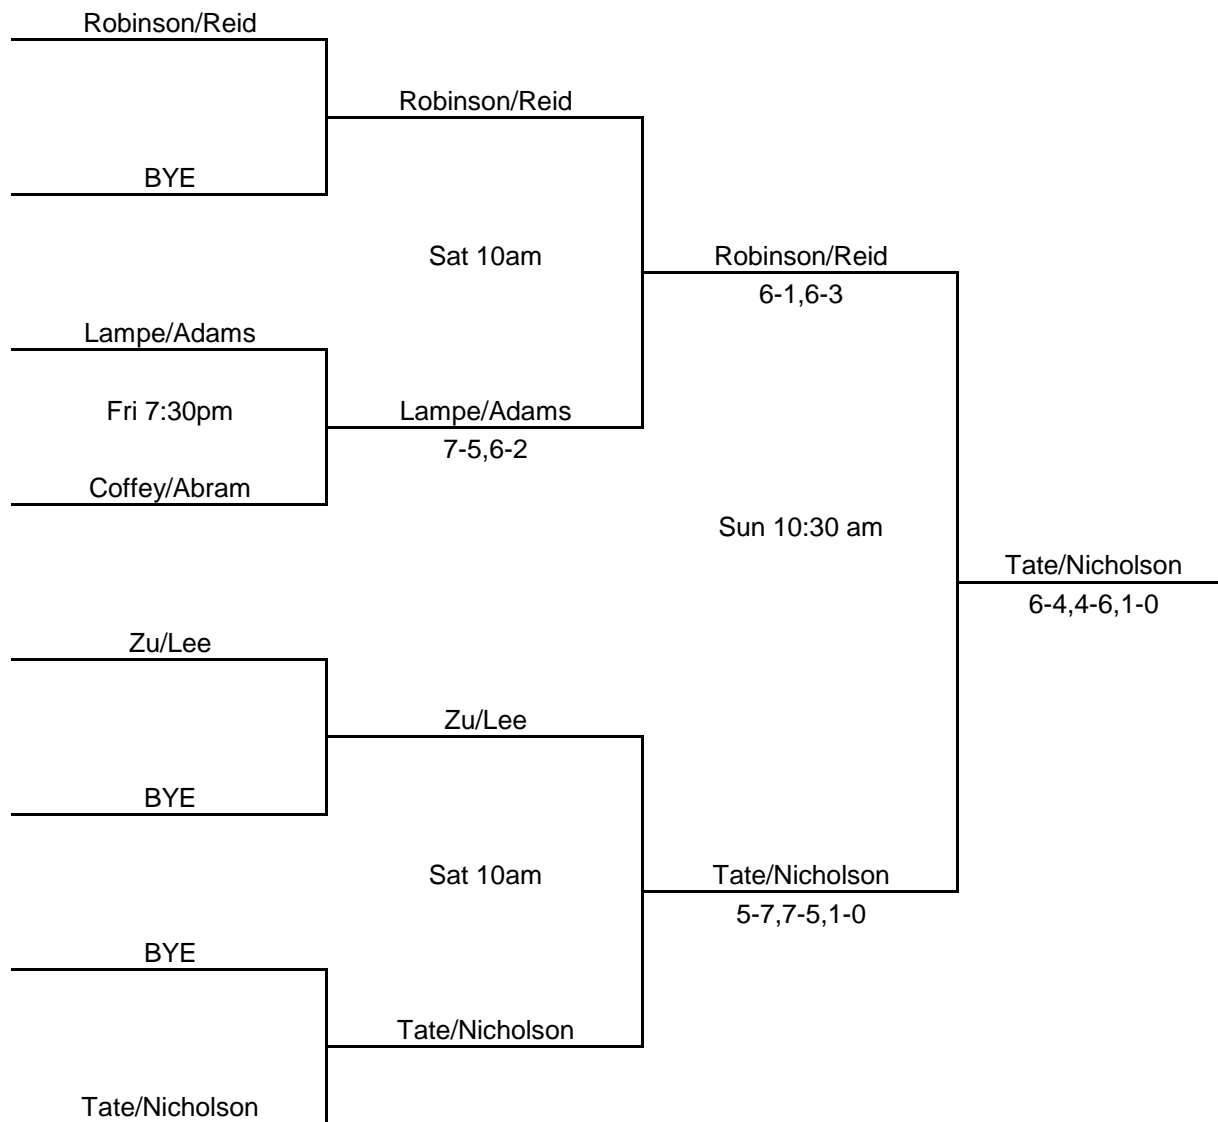 Robinson/Reid
Robinson/Reid
BYE
Sat 10am
Robinson/Reid
6-1,6-3
Lampe/Adams
Fri 7:30pm
Lampe/Adams
7-5,6-2
Coffey/Abram
Sun 10:30 am
Tate/Nicholson
6-4,4-6,1-0
Zu/Lee
Zu/Lee
BYE
Sat 10am
Tate/Nicholson
5-7,7-5,1-0
BYE
Tate/Nicholson
Tate/Nicholson